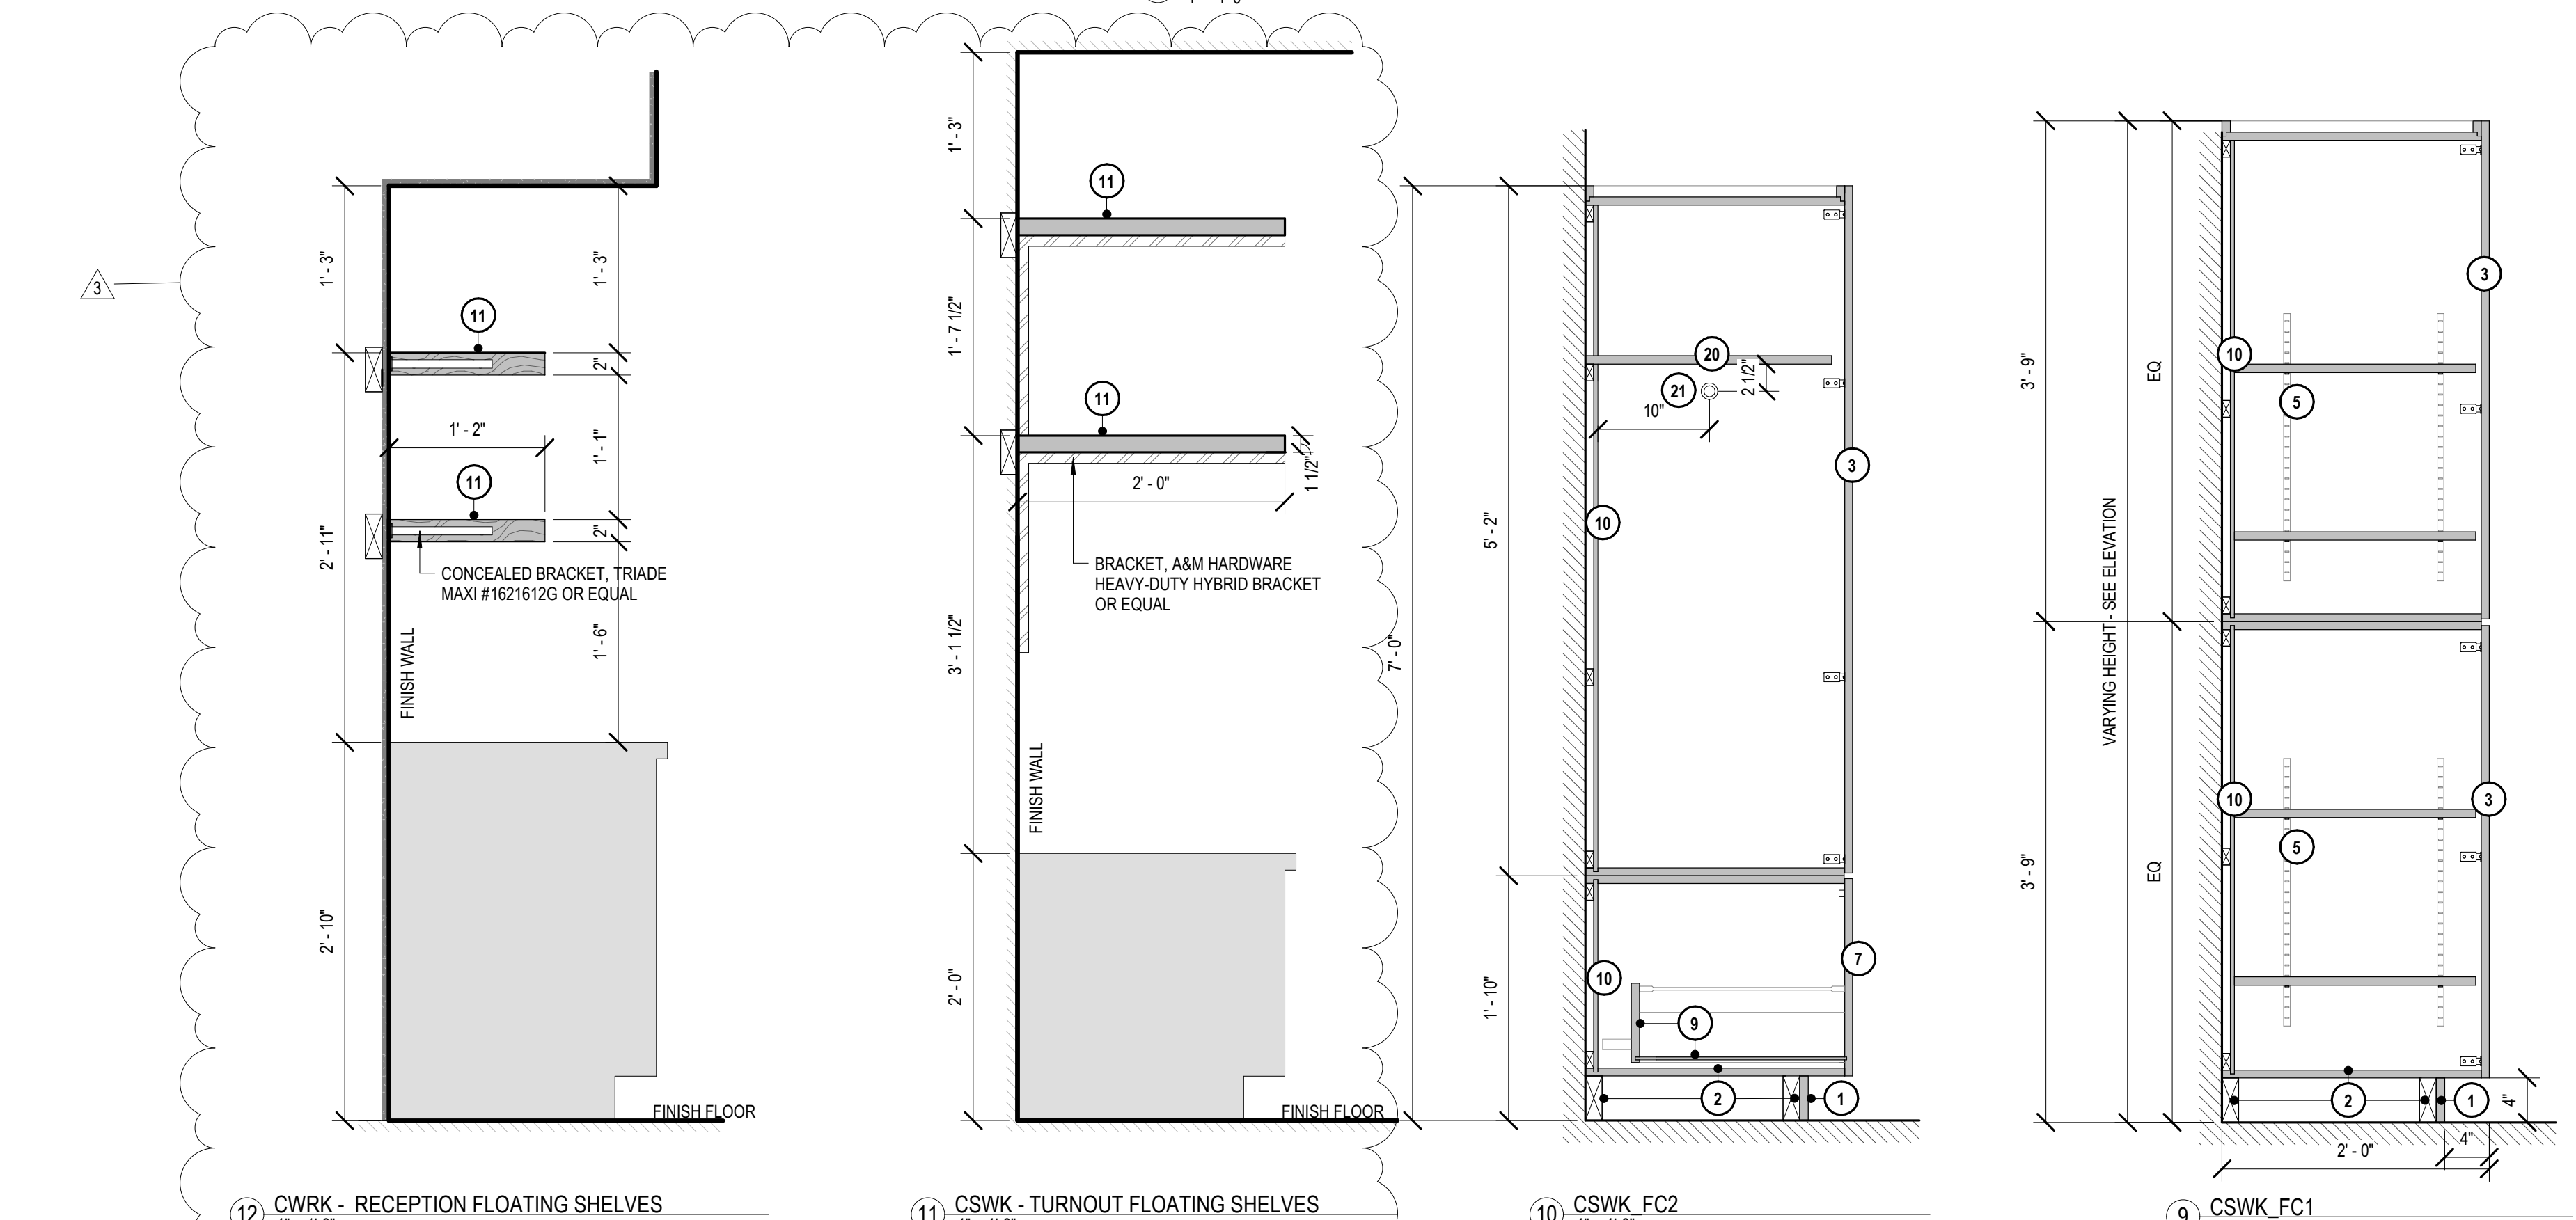 3
1' - 3"
2' - 11"
2' - 10"
11
1' - 3"
2"
1' - 2"
1' - 1"
11
2"
CONCEALED BRACKET, TRIADE
MAXI #1621612G OR EQUAL
1' - 6"
FINISH WALL
FINISH FLOOR
12
CWRK - RECEPTION FLOATING SHELVES
1' - 3"
1' - 7 1/2"
3' - 1 1/2"
2' - 0"
11
11
1 1/2"
2' - 0"
BRACKET, A&M HARDWARE
HEAVY-DUTY HYBRID BRACKET
OR EQUAL
FINISH WALL
FINISH FLOOR
11
CSWK - TURNOUT FLOATING SHELVES
7' - 0"
5' - 2"
1' - 10"
20
21
2 1/2"
10"
3
10
7
10
9
2
1
10
CSWK_FC2
3' - 9"
3' - 9"
VARYING HEIGHT - SEE ELEVATION
EQ
EQ
3
10
5
10
3
5
2
1
4"
4"
2' - 0"
9
CSWK_FC1